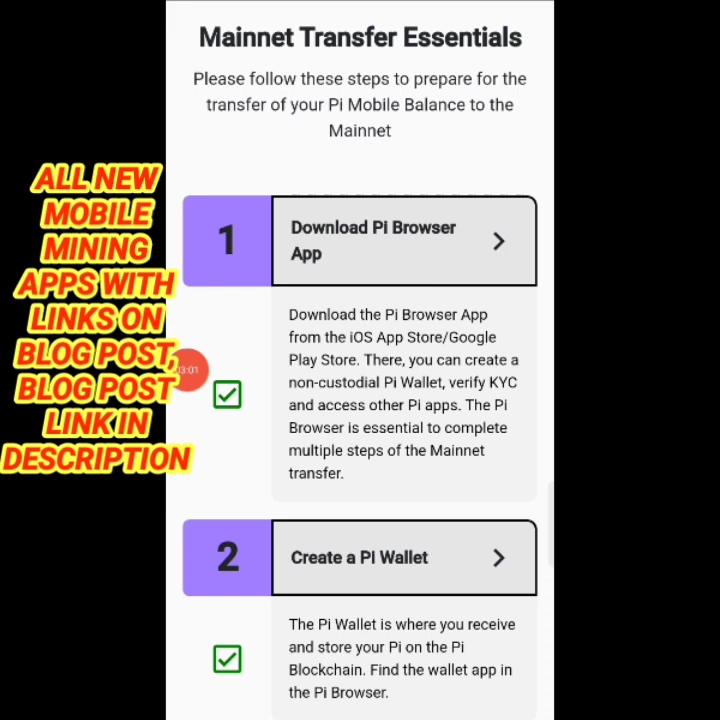 Mainnet Transfer Essentials
Please follow these steps to prepare for the
transfer of your Pi Mobile Balance to the
Mainnet
ALL NEW
MOBILE
MINING
APPS WITH
LINKS ON
BLOG POST,
BLOG POST
LINK IN
DESCRIPTION
1
Download Pi Browser
App
Download the Pi Browser App
from the iOS App Store/Google
Play Store. There, you can create a
non-custodial Pi Wallet, verify KYC
and access other Pi apps. The Pi
Browser is essential to complete
multiple steps of the Mainnet
transfer.
03:01
2
Create a Pi Wallet
The Pi Wallet is where you receive
and store your Pi on the Pi
Blockchain. Find the wallet app in
the Pi Browser.